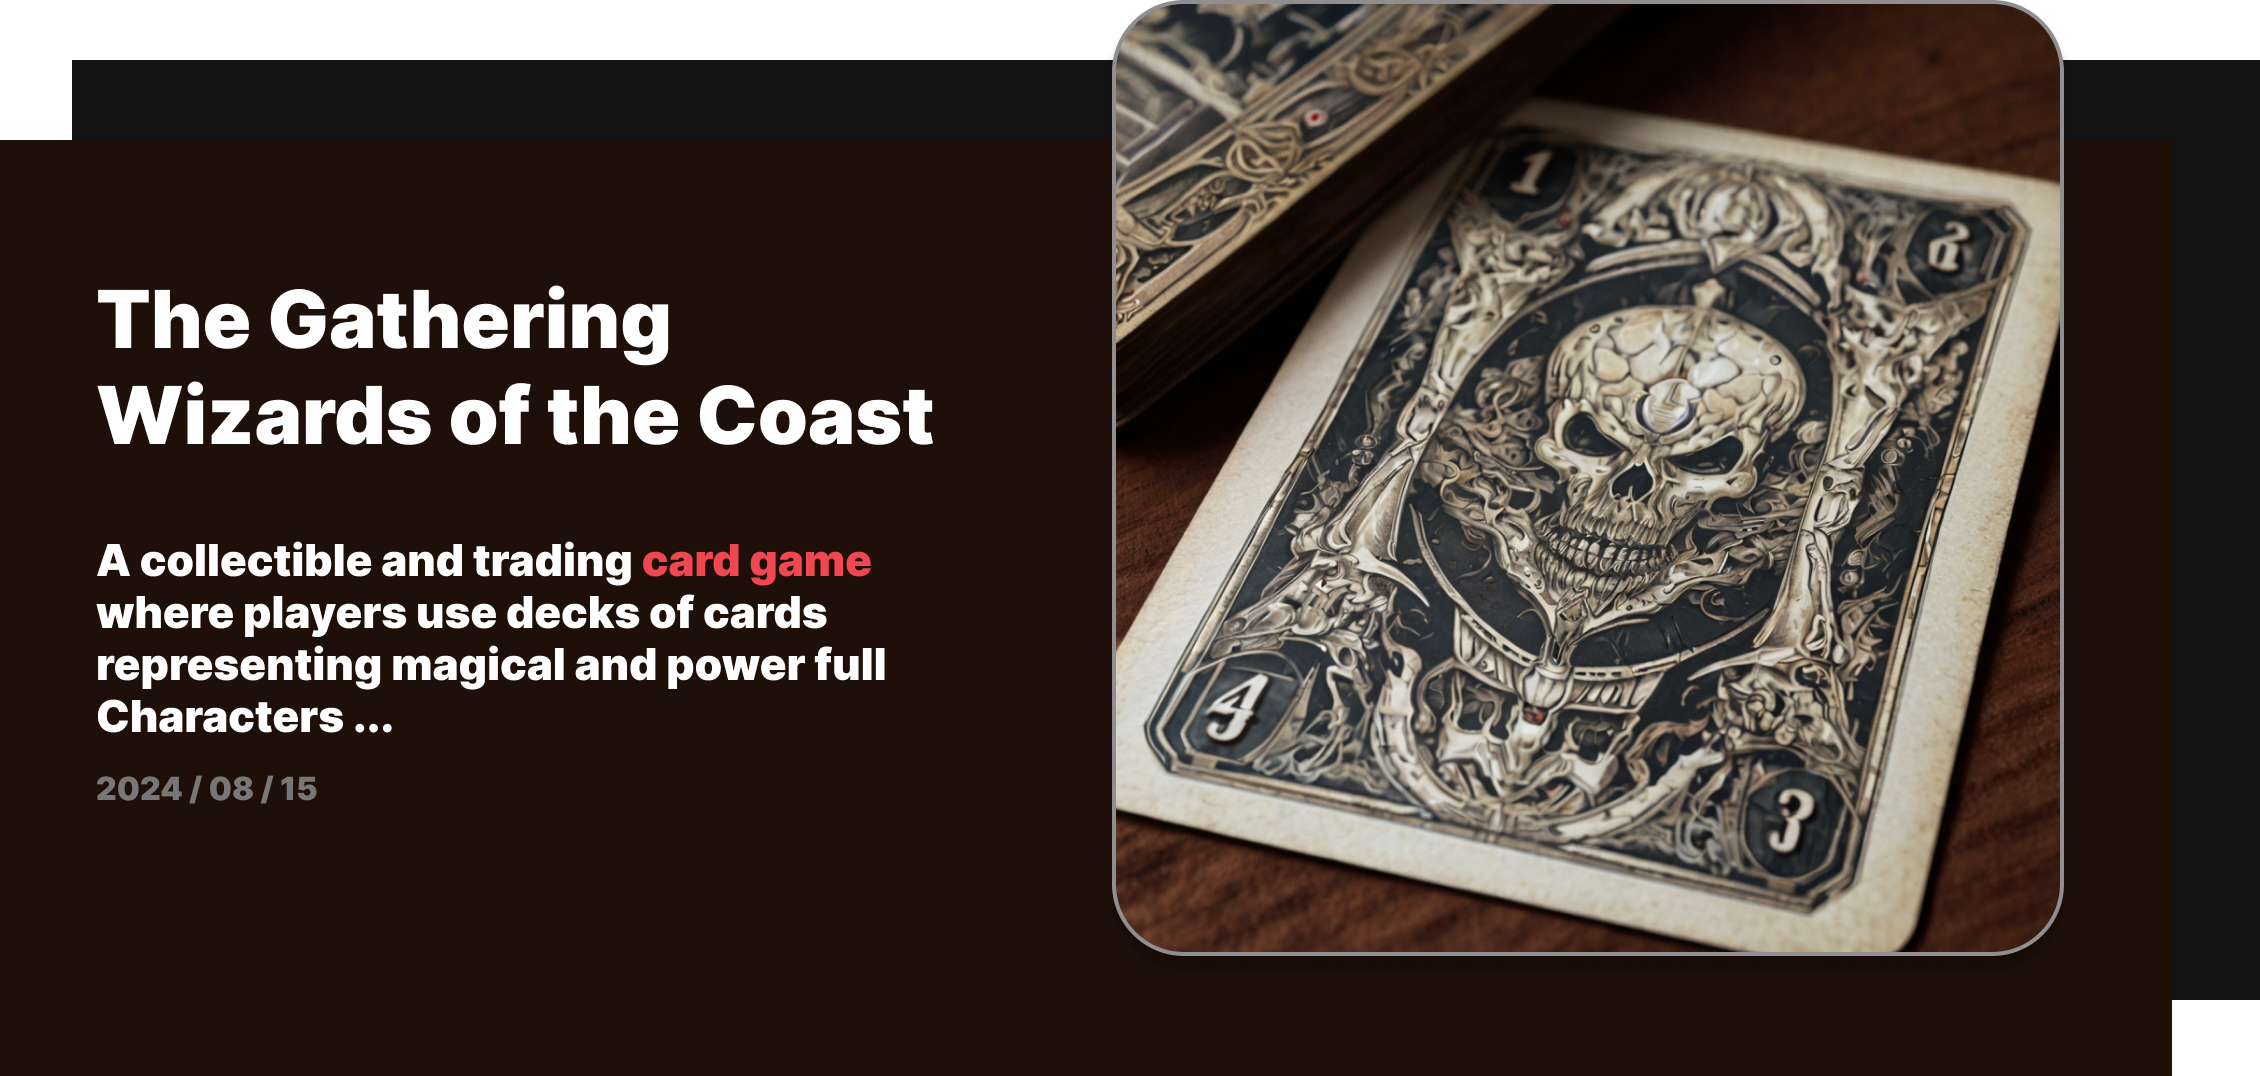 The Gathering
Wizards of the Coast
A collectible and trading card game
where players use decks of cards
representing magical and power full
Characters ...
2024 / 08 / 15
1
2
4
3